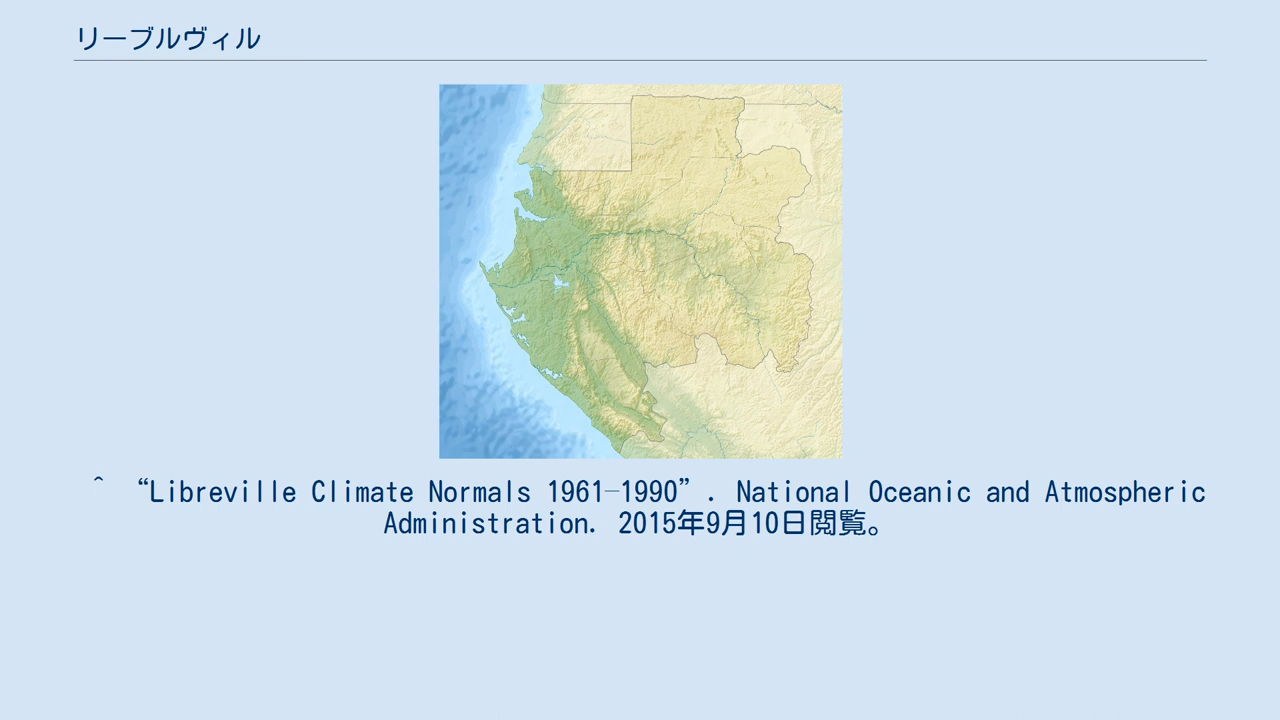 リーブルヴィル
^ “Libreville Climate Normals 1961–1990”. National Oceanic and Atmospheric
Administration. 2015年9月10日閲覧。